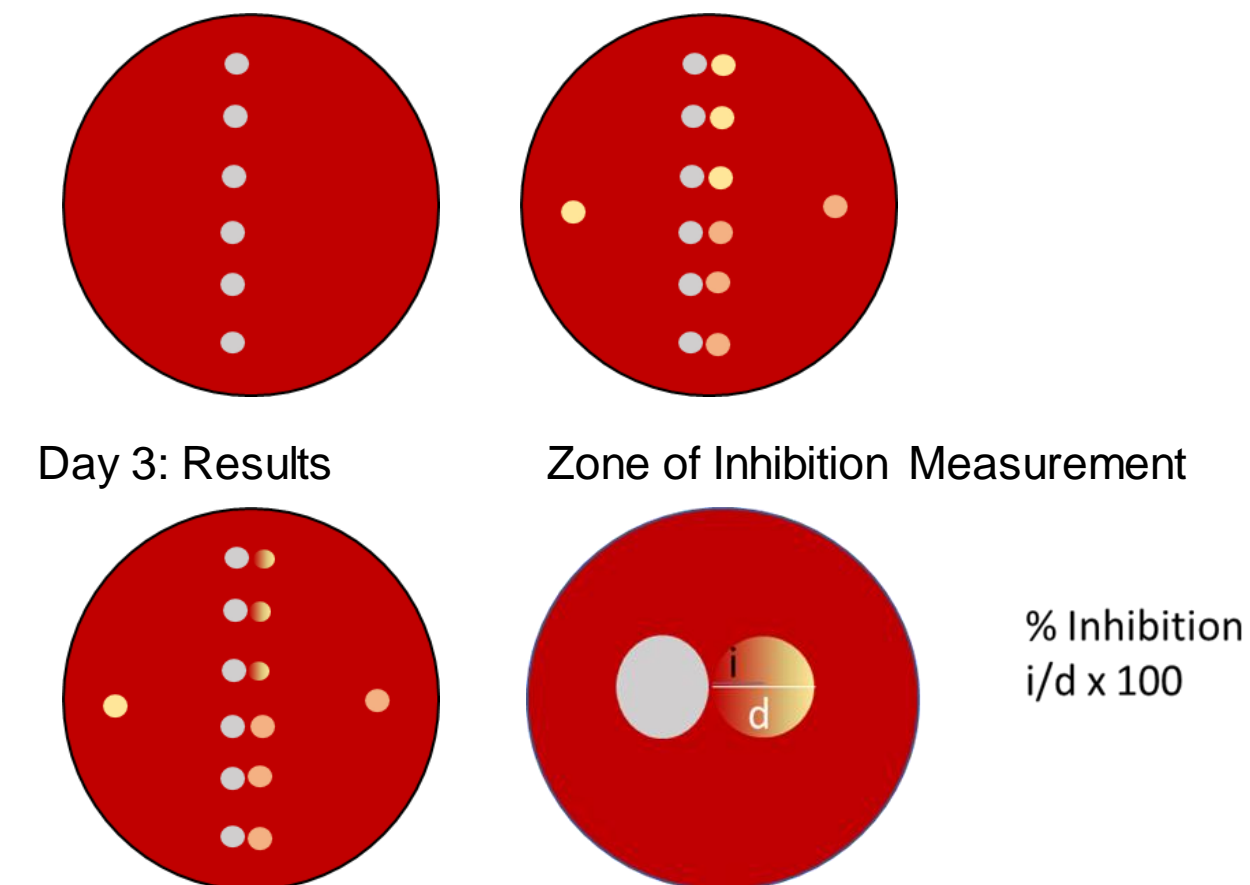 Day 3: Results
Zone of Inhibition Measurement
i
d
% Inhibition
i/d x 100